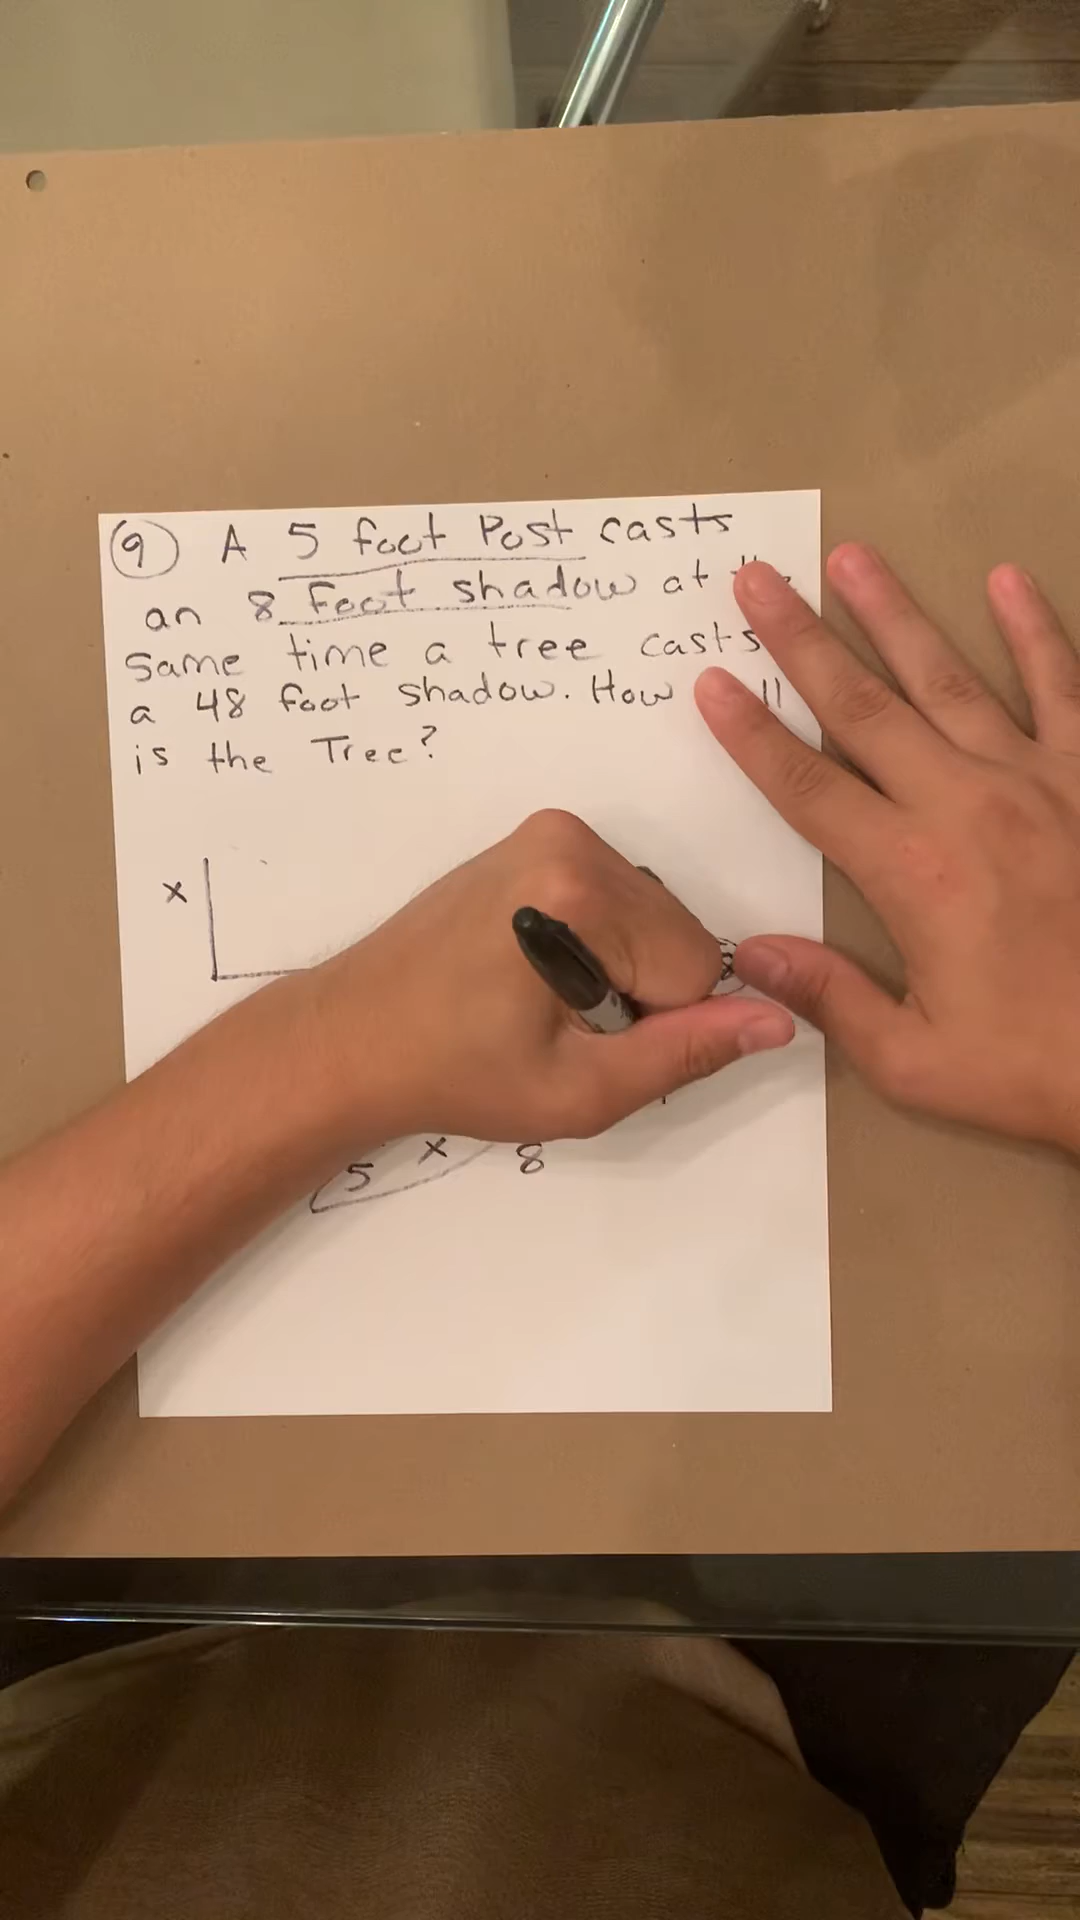 9 A 5 foot Post casts
an 8 foot shadow at
same time a tree casts
a 48 foot shadow. How
is the Tree?
x
5 x 8